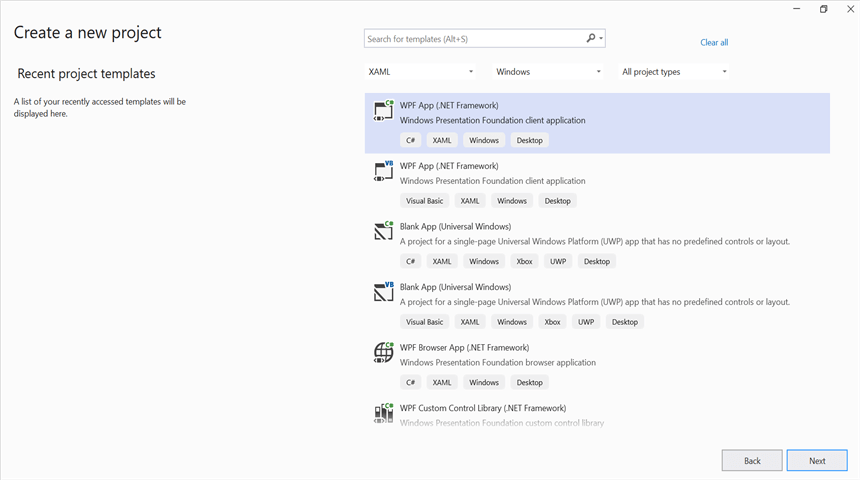 Create a new project
Search for templates (Alt+S)
Clear all
Recent project templates
XAML
Windows
All project types
A list of your recently accessed templates will be
displayed here.
C#
WPF App (.NET Framework)
Windows Presentation Foundation client application
C# XAML Windows Desktop
VB
WPF App (.NET Framework)
Windows Presentation Foundation client application
Visual Basic XAML Windows Desktop
C#
Blank App (Universal Windows)
A project for a single-page Universal Windows Platform (UWP) app that has no predefined controls or layout.
C# XAML Windows Xbox UWP Desktop
VB
Blank App (Universal Windows)
A project for a single-page Universal Windows Platform (UWP) app that has no predefined controls or layout.
Visual Basic XAML Windows Xbox UWP Desktop
C#
WPF Browser App (.NET Framework)
Windows Presentation Foundation browser application
C# XAML Windows Desktop
C#
WPF Custom Control Library (.NET Framework)
Windows Presentation Foundation custom control library
Back
Next